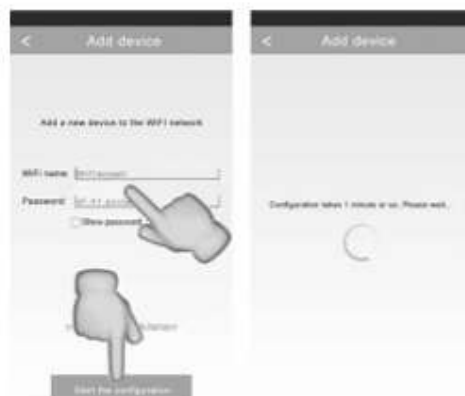 < Add device
Add a new device to the WIFI network
WiFi name
Password
Show password
Start the configuration
< Add device
Configuration takes 1 minute or so. Please wait..